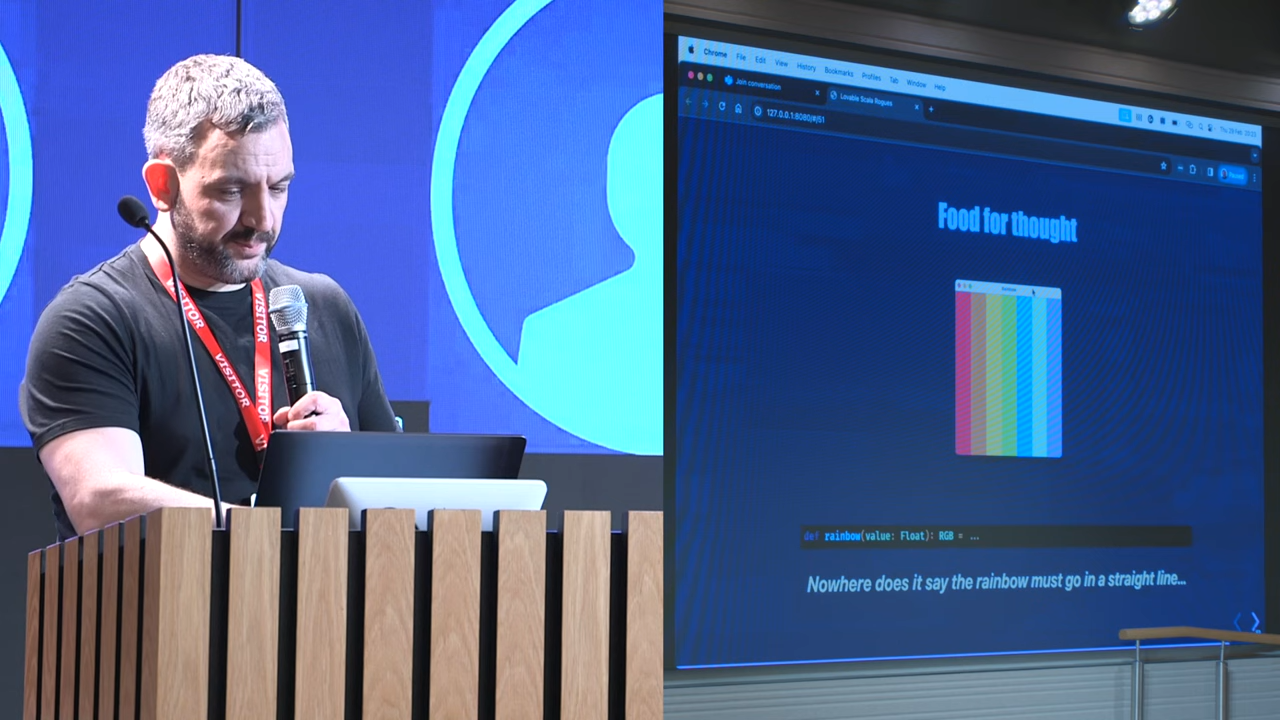 VISITOR
VISITOR
VISITOR
VISITOR
Chrome File Edit View History Bookmarks Profiles Tab Window Help
Join conversation
Lovable Scala Rogues
127.0.0.1:8080/#/51
Food for thought
def rainbow(value: Float): RGB = ...
Nowhere does it say the rainbow must go in a straight line...